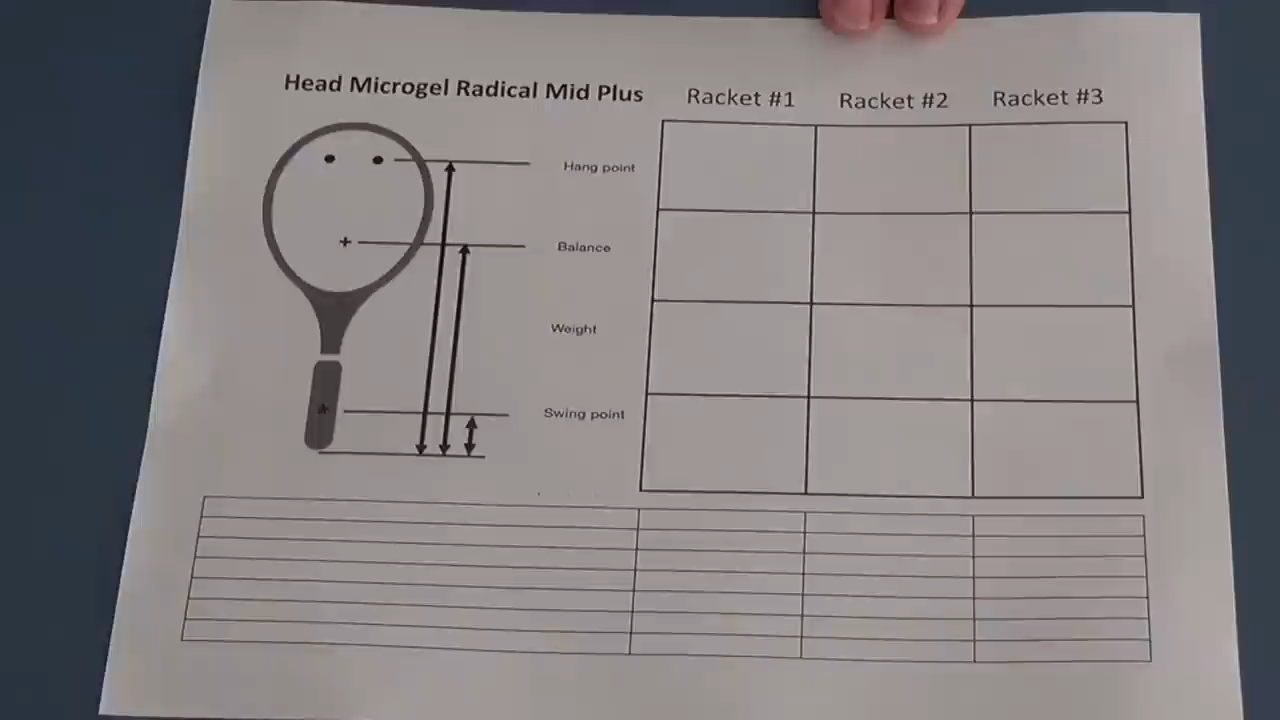 Head Microgel Radical Mid Plus
Racket #1
Racket #2
Racket #3
Hang point
Balance
Weight
Swing point